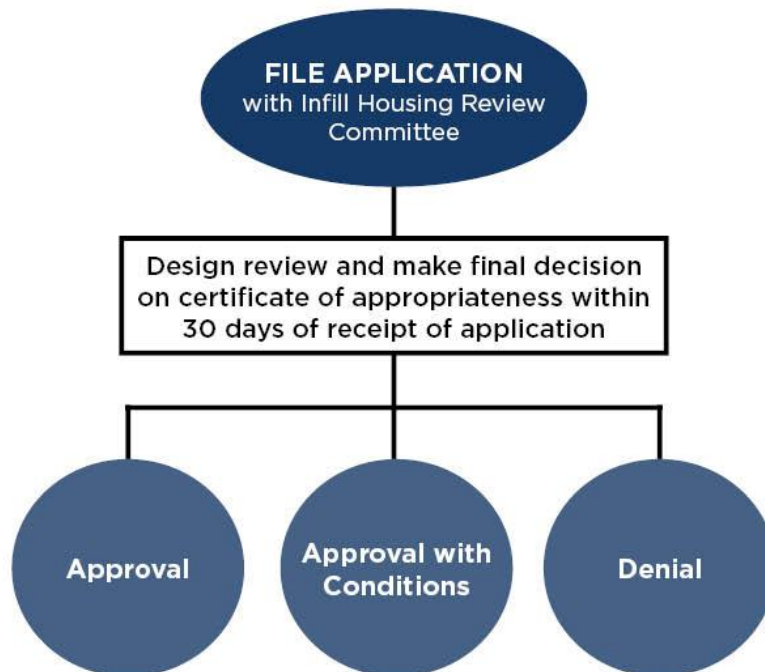 FILE APPLICATION
with Infill Housing Review
Committee
Design review and make final decision
on certificate of appropriateness within
30 days of receipt of application
Approval
Approval with
Conditions
Denial